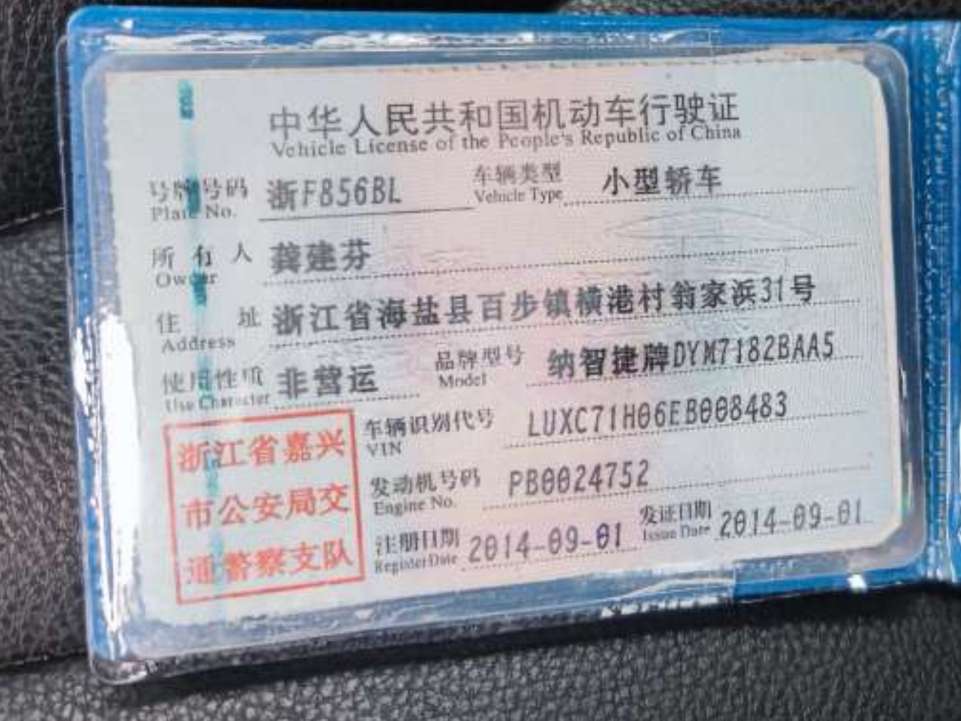 中华人民共和国机动车行驶证
Vehicle License of the People's Republic of China
号牌号码 浙F856BL 车辆类型 小型轿车
Plate No. Vehicle Type
所有人 龚建芬
Owner
住址 浙江省海盐县百步镇横港村翁家浜31号
Address
使用性质 非营运 品牌型号 纳智捷牌DYM7182BAA5
Use Character Model
浙江省嘉兴
市公安局交
通警察支队
车辆识别代号 LUXC71H06EB008483
VIN
发动机号码 PB0024752
Engine No.
注册日期 2014-09-01 发证日期 2014-09-01
Register Date Issue Date